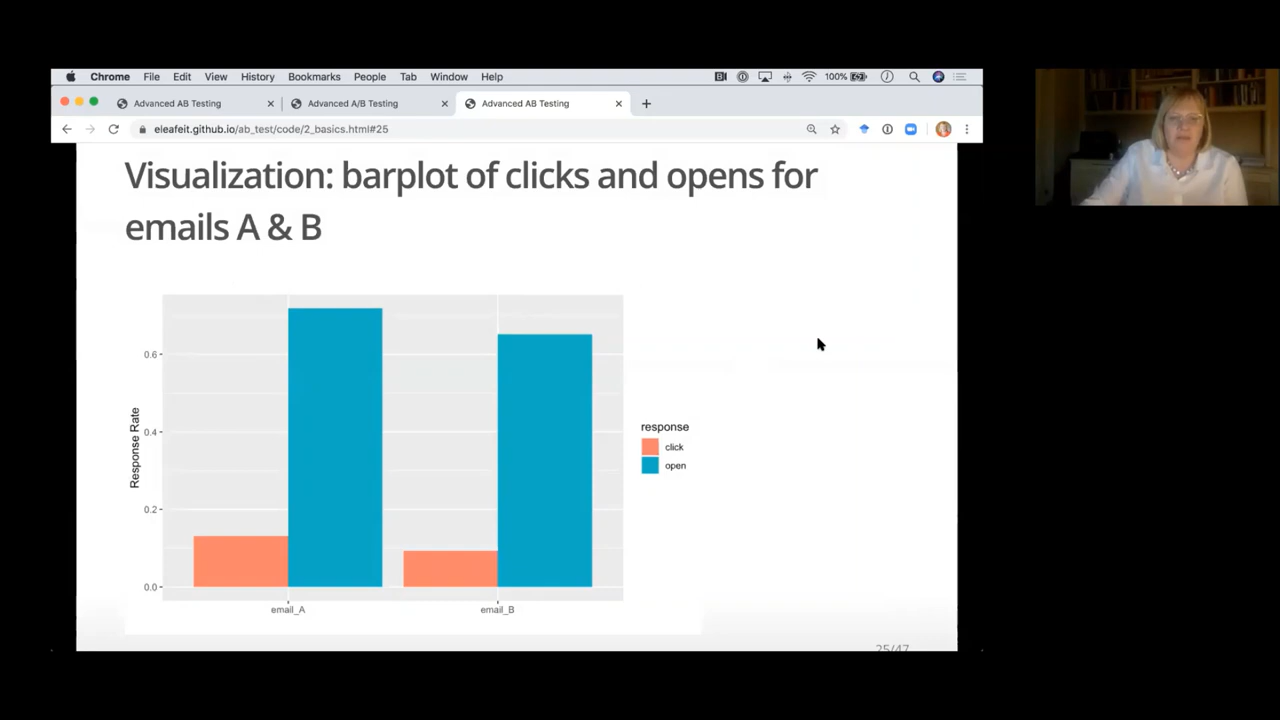 Chrome File Edit View History Bookmarks People Tab Window Help 100%
Advanced AB Testing Advanced A/B Testing Advanced AB Testing
eleafeit.github.io/ab_test/code/2_basics.html#25
Visualization: barplot of clicks and opens for
emails A & B
0.6
0.4
0.2
0.0
Response Rate
email_A email_B
response
click
open
25/47